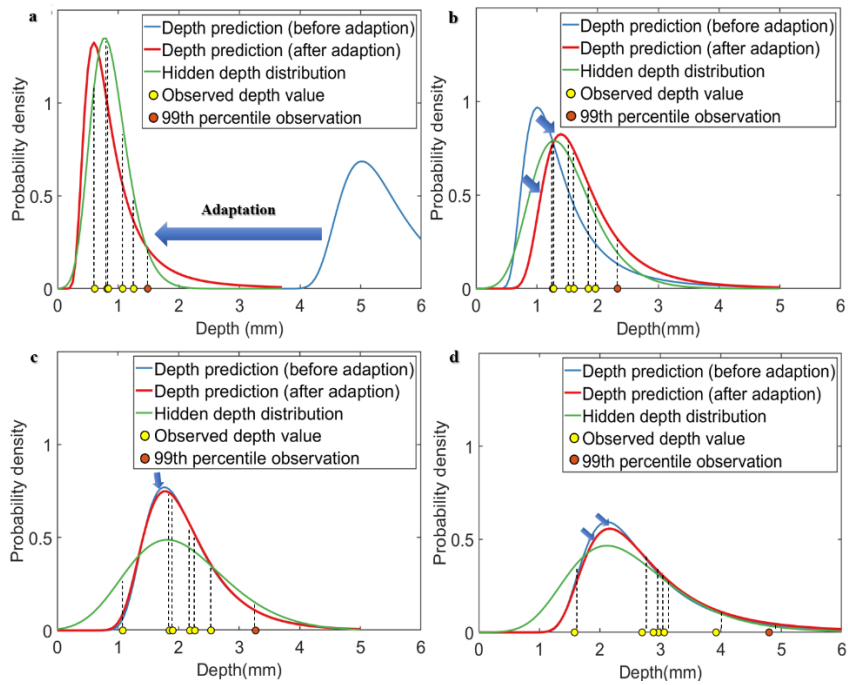 a
Depth prediction (before adaption)
Depth prediction (after adaption)
Hidden depth distribution
Observed depth value
99th percentile observation
Adaptation
Probability density
0
0.5
1
0
1
2
3
4
5
6
Depth (mm)
b
Depth prediction (before adaption)
Depth prediction (after adaption)
Hidden depth distribution
Observed depth value
99th percentile observation
Probability density
0
0.5
1
0
1
2
3
4
5
6
Depth(mm)
c
Depth prediction (before adaption)
Depth prediction (after adaption)
Hidden depth distribution
Observed depth value
99th percentile observation
Probability density
0
0.5
1
0
1
2
3
4
5
6
Depth(mm)
d
Depth prediction (before adaption)
Depth prediction (after adaption)
Hidden depth distribution
Observed depth value
99th percentile observation
Probability density
0
0.5
1
0
1
2
3
4
5
6
Depth(mm)